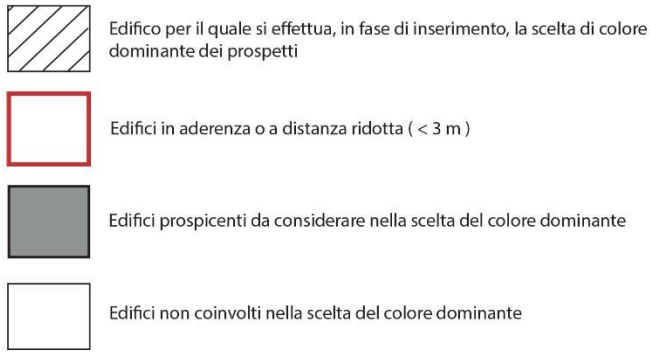 Edifico per il quale si effettua, in fase di inserimento, la scelta di colore
dominante dei prospetti
Edifici in aderenza o a distanza ridotta ( < 3 m )
Edifici prospicenti da considerare nella scelta del colore dominante
Edifici non coinvolti nella scelta del colore dominante